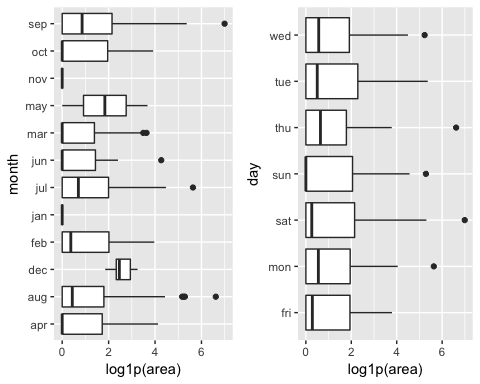 sep
oct
nov
may
mar
jun
jul
jan
feb
dec
aug
apr
month
0 2 4 6
log1p(area)
wed
tue
thu
sun
sat
mon
fri
day
0 2 4 6
log1p(area)